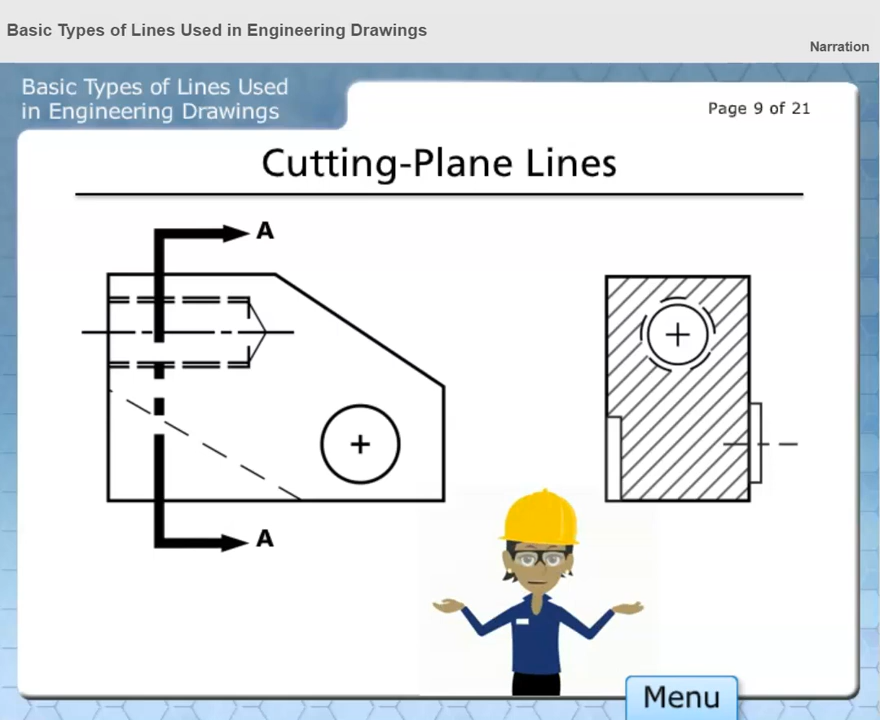 Basic Types of Lines Used in Engineering Drawings
Narration
Basic Types of Lines Used
in Engineering Drawings
Page 9 of 21
Cutting-Plane Lines
A
A
Menu